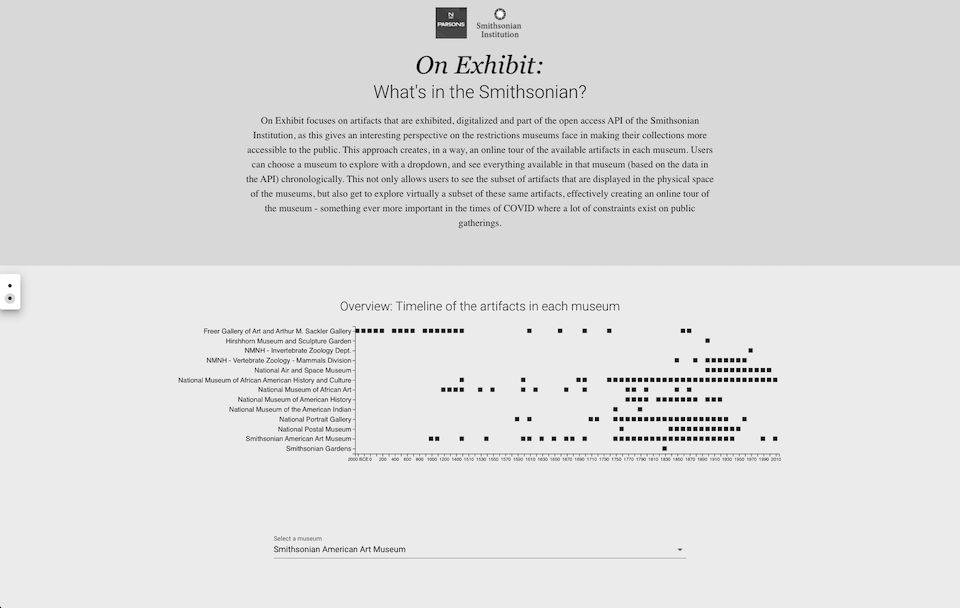 N
PARSONS
Smithsonian
Institution
On Exhibit:
What's in the Smithsonian?
On Exhibit focuses on artifacts that are exhibited, digitalized and part of the open access API of the Smithsonian
Institution, as this gives an interesting perspective on the restrictions museums face in making their collections more
accessible to the public. This approach creates, in a way, an online tour of the available artifacts in each museum. Users
can choose a museum to explore with a dropdown, and see everything available in that museum (based on the data in
the API) chronologically. This not only allows users to see the subset of artifacts that are displayed in the physical space
of the museums, but also get to explore virtually a subset of these same artifacts, effectively creating an online tour of
the museum - something ever more important in the times of COVID where a lot of constraints exist on public
gatherings.
Overview: Timeline of the artifacts in each museum
Freer Gallery of Art and Arthur M. Sackler Gallery
Hirshhorn Museum and Sculpture Garden
NMNH - Invertebrate Zoology Dept.
NMNH - Vertebrate Zoology - Mammals Division
National Air and Space Museum
National Museum of African American History and Culture
National Museum of African Art
National Museum of American History
National Museum of the American Indian
National Portrait Gallery
National Postal Museum
Smithsonian American Art Museum
Smithsonian Gardens
2000 BCE 0 200 400 600 800 1000 1200 1400 1510 1530 1550 1570 1590 1610 1630 1650 1670 1690 1710 1730 1750 1770 1790 1810 1830 1850 1870 1890 1910 1930 1950 1970 1990 2010
Select a museum
Smithsonian American Art Museum